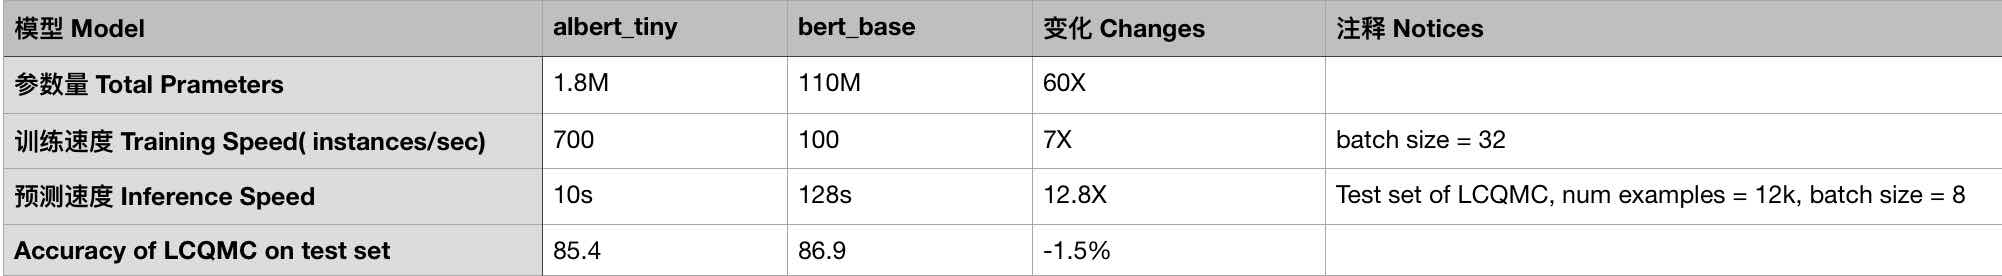 模型 Model albert_tiny bert_base 变化 Changes 注释 Notices
参数量 Total Prameters 1.8M 110M 60X
训练速度 Training Speed( instances/sec) 700 100 7X batch size = 32
预测速度 Inference Speed 10s 128s 12.8X Test set of LCQMC, num examples = 12k, batch size = 8
Accuracy of LCQMC on test set 85.4 86.9 -1.5%